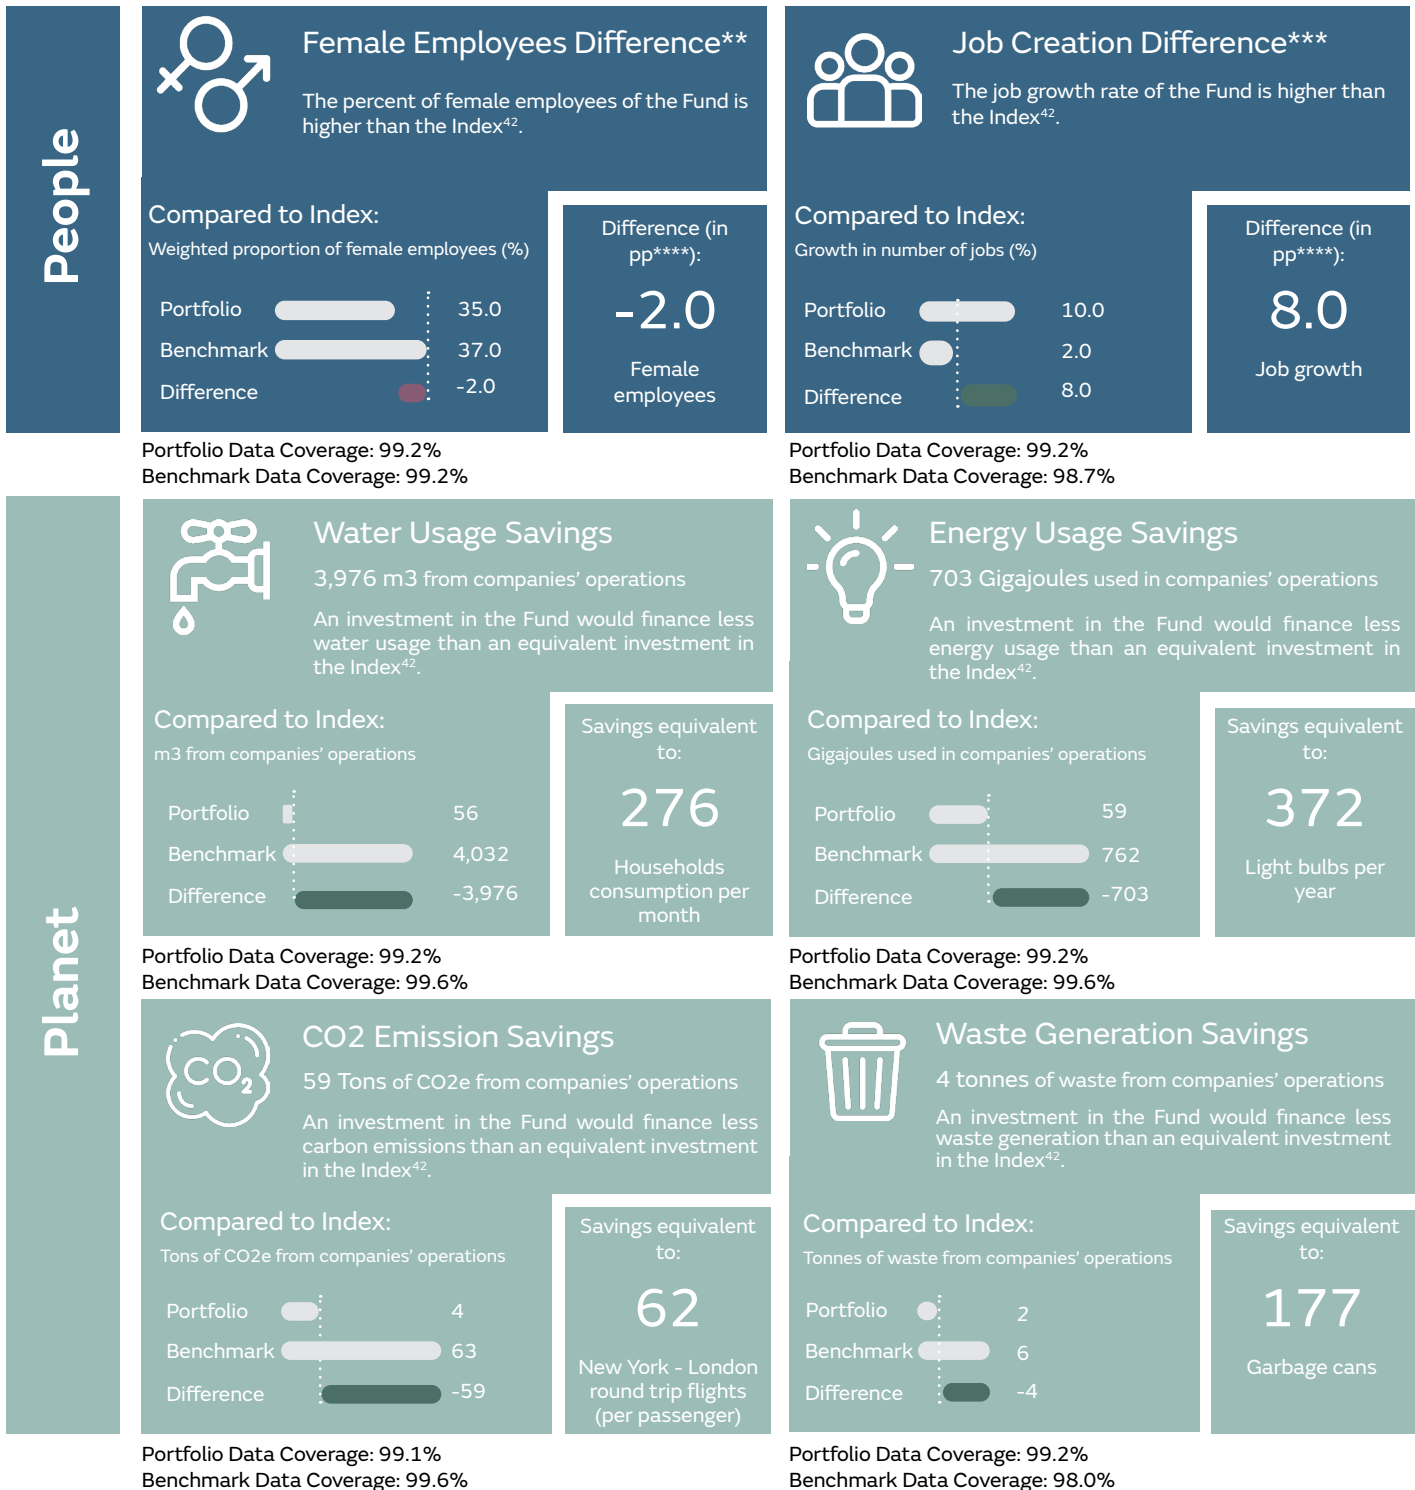 People
Female Employees Difference**
The percent of female employees of the Fund is
higher than the Index42.
Compared to Index:
Weighted proportion of female employees (%)
Portfolio 35.0
Benchmark 37.0
Difference -2.0
Difference (in
pp****):
-2.0
Female
employees
Portfolio Data Coverage: 99.2%
Benchmark Data Coverage: 99.2%
Job Creation Difference***
The job growth rate of the Fund is higher than
the Index42.
Compared to Index:
Growth in number of jobs (%)
Portfolio 10.0
Benchmark 2.0
Difference 8.0
Difference (in
pp****):
8.0
Job growth
Portfolio Data Coverage: 99.2%
Benchmark Data Coverage: 98.7%
Planet
Water Usage Savings
3,976 m3 from companies' operations
An investment in the Fund would finance less
water usage than an equivalent investment in
the Index42.
Compared to Index:
m3 from companies' operations
Portfolio 56
Benchmark 4,032
Difference -3,976
Savings equivalent
to:
276
Households
consumption per
month
Portfolio Data Coverage: 99.2%
Benchmark Data Coverage: 99.6%
Energy Usage Savings
703 Gigajoules used in companies' operations
An investment in the Fund would finance less
energy usage than an equivalent investment in
the Index42.
Compared to Index:
Gigajoules used in companies' operations
Portfolio 59
Benchmark 762
Difference -703
Savings equivalent
to:
372
Light bulbs per
year
Portfolio Data Coverage: 99.2%
Benchmark Data Coverage: 99.6%
CO2
CO2 Emission Savings
59 Tons of CO2e from companies' operations
An investment in the Fund would finance less
carbon emissions than an equivalent investment
in the Index42.
Compared to Index:
Tons of CO2e from companies' operations
Portfolio 4
Benchmark 63
Difference -59
Savings equivalent
to:
62
New York - London
round trip flights
(per passenger)
Portfolio Data Coverage: 99.1%
Benchmark Data Coverage: 99.6%
Waste Generation Savings
4 tonnes of waste from companies' operations
An investment in the Fund would finance less
waste generation than an equivalent investment
in the Index42.
Compared to Index:
Tonnes of waste from companies' operations
Portfolio 2
Benchmark 6
Difference -4
Savings equivalent
to:
177
Garbage cans
Portfolio Data Coverage: 99.2%
Benchmark Data Coverage: 98.0%